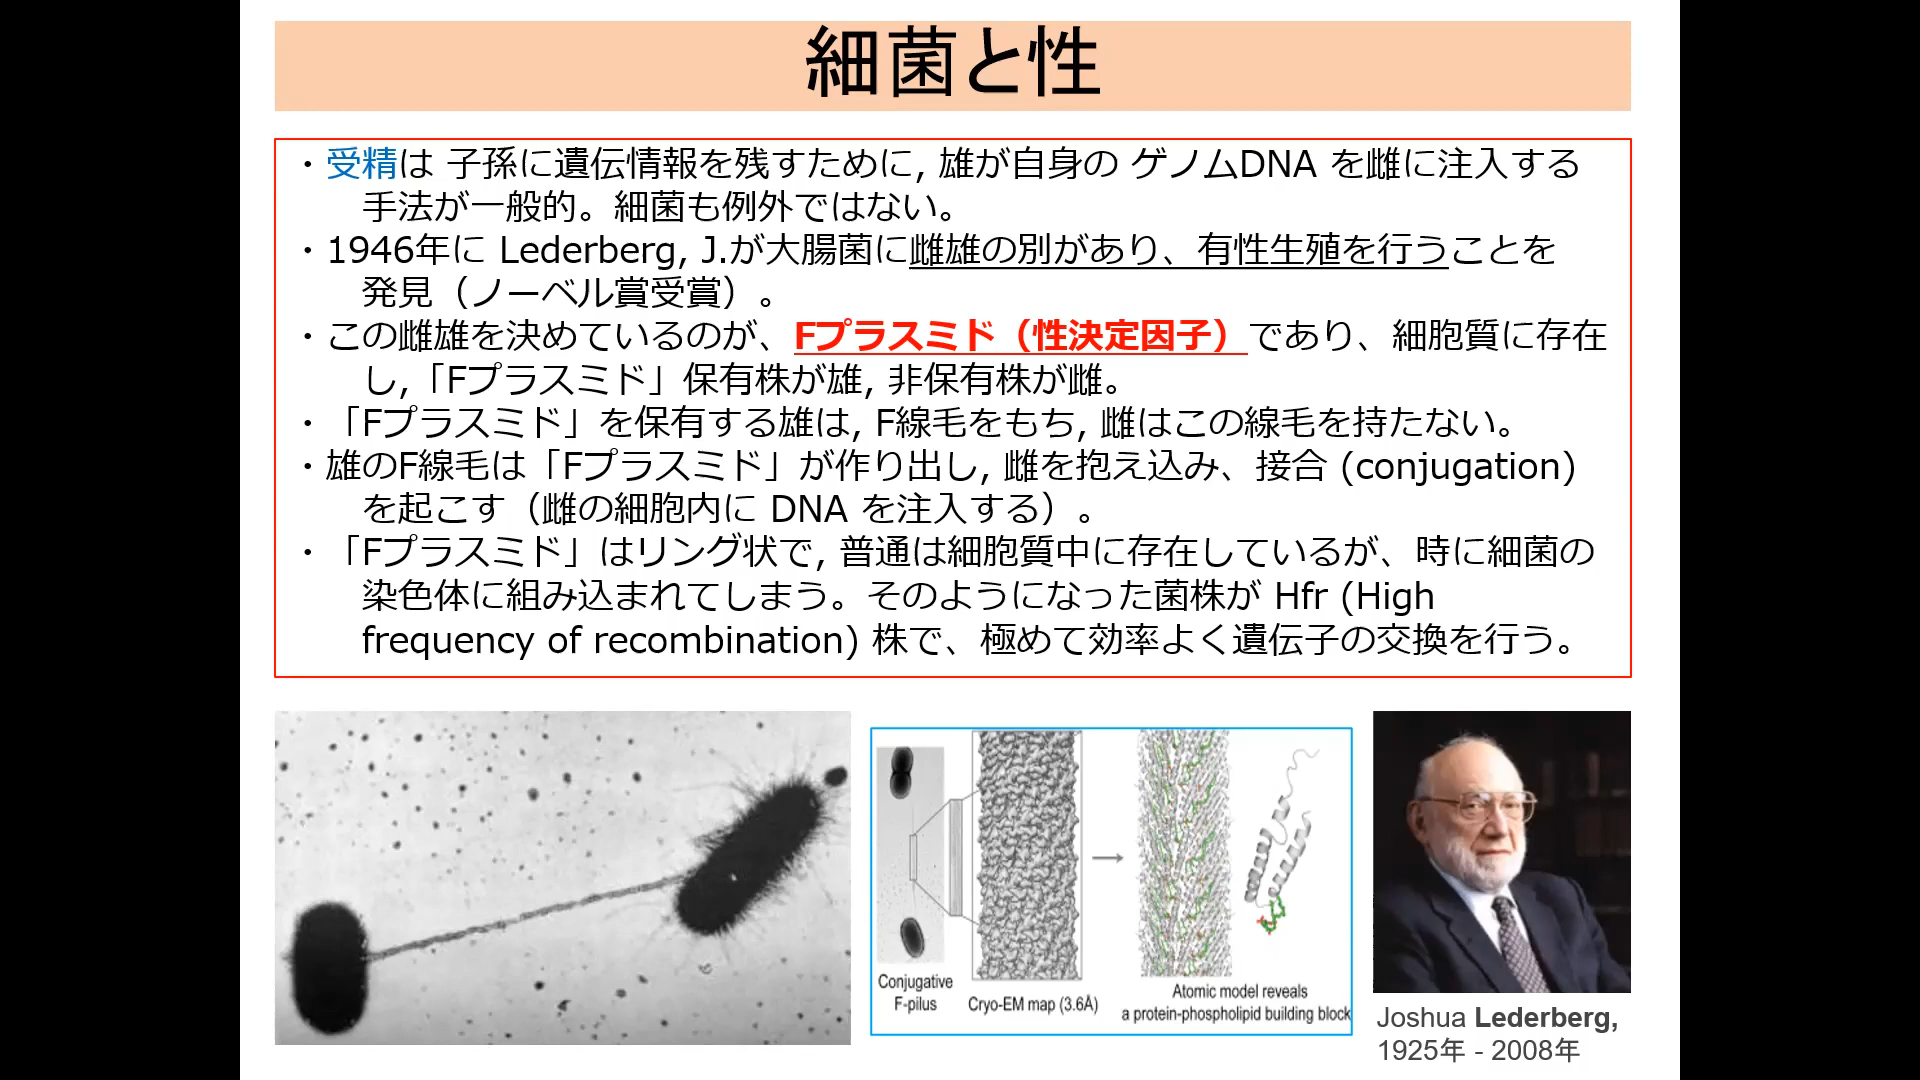 細菌と性
・受精は 子孫に遺伝情報を残すために, 雄が自身の ゲノムDNA を雌に注入する
手法が一般的。細菌も例外ではない。
・1946年に Lederberg, J.が大腸菌に雌雄の別があり、有性生殖を行うことを
発見（ノーベル賞受賞）。
・この雌雄を決めているのが、Fプラスミド（性決定因子）であり、細胞質に存在
し,「Fプラスミド」保有株が雄, 非保有株が雌。
・「Fプラスミド」を保有する雄は, F線毛をもち, 雌はこの線毛を持たない。
・雄のF線毛は「Fプラスミド」が作り出し, 雌を抱え込み、接合 (conjugation)
を起こす（雌の細胞内に DNA を注入する）。
・「Fプラスミド」はリング状で, 普通は細胞質中に存在しているが、時に細菌の
染色体に組み込まれてしまう。そのようになった菌株が Hfr (High
frequency of recombination) 株で、極めて効率よく遺伝子の交換を行う。
Conjugative
F-pilus
Cryo-EM map (3.6Å)
Atomic model reveals
a protein-phospholipid building block
Joshua Lederberg,
1925年 - 2008年